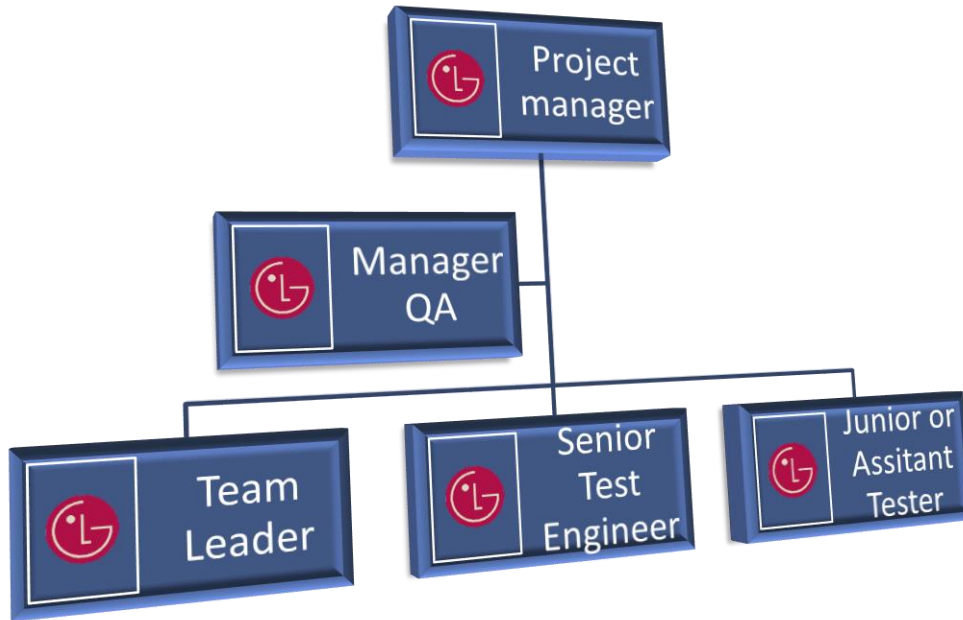 Project
manager
Manager
QA
Team
Leader
Senior
Test
Engineer
Junior or
Assitant
Tester